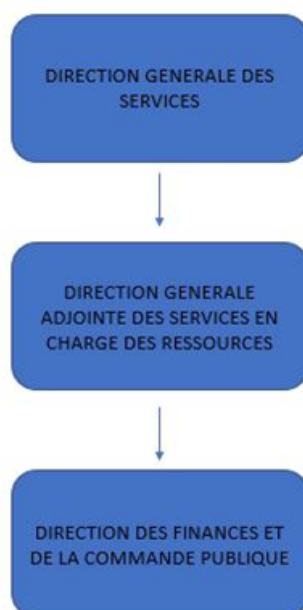 DIRECTION GENERALE DES
SERVICES
DIRECTION GENERALE
ADJOINTE DES SERVICES EN
CHARGE DES RESSOURCES
DIRECTION DES FINANCES ET
DE LA COMMANDE PUBLIQUE